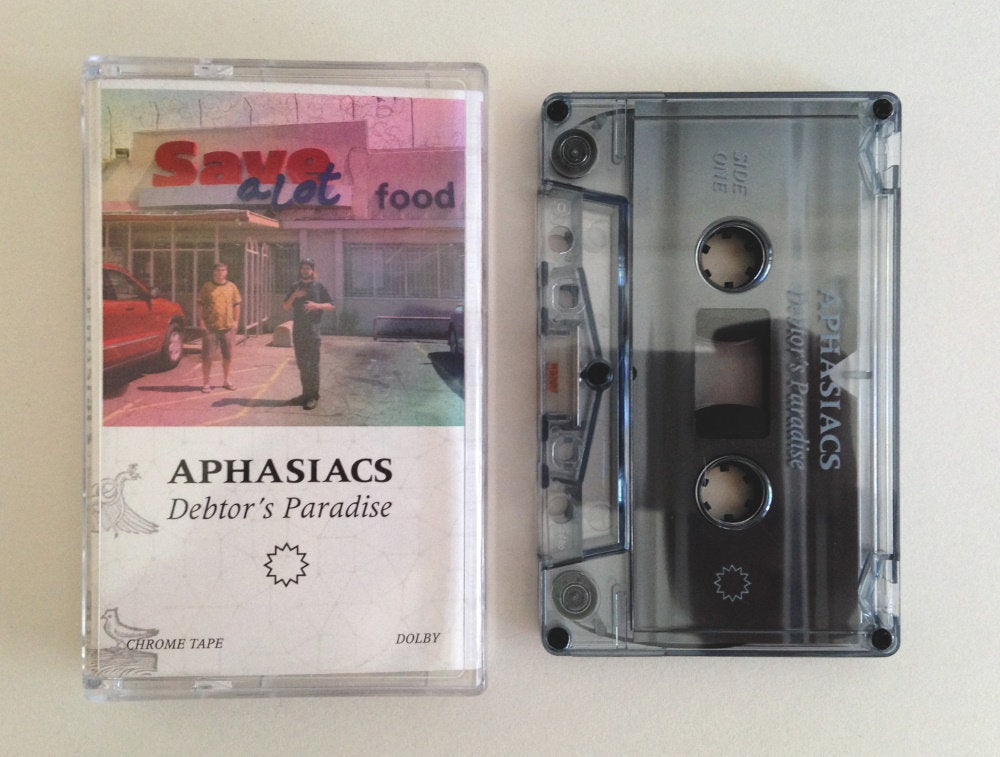 Save
a Lot
food
APHASIACS
Debtor's Paradise
CHROME TAPE
DOLBY
SIDE
ONE
APHASIACS
Debtor's Paradise